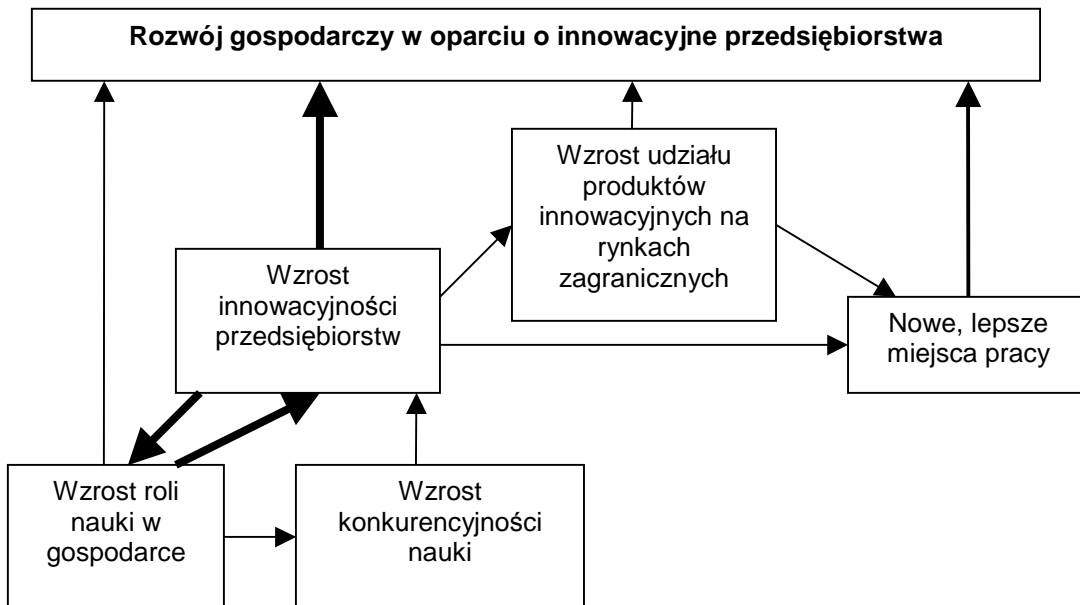 Rozwój gospodarczy w oparciu o innowacyjne przedsiębiorstwa
Wzrost udziału
produktów
innowacyjnych na
rynkach
zagranicznych
Wzrost
innowacyjności
przedsiębiorstw
Nowe, lepsze
miejsca pracy
Wzrost roli
nauki w
gospodarce
Wzrost
konkurencyjności
nauki